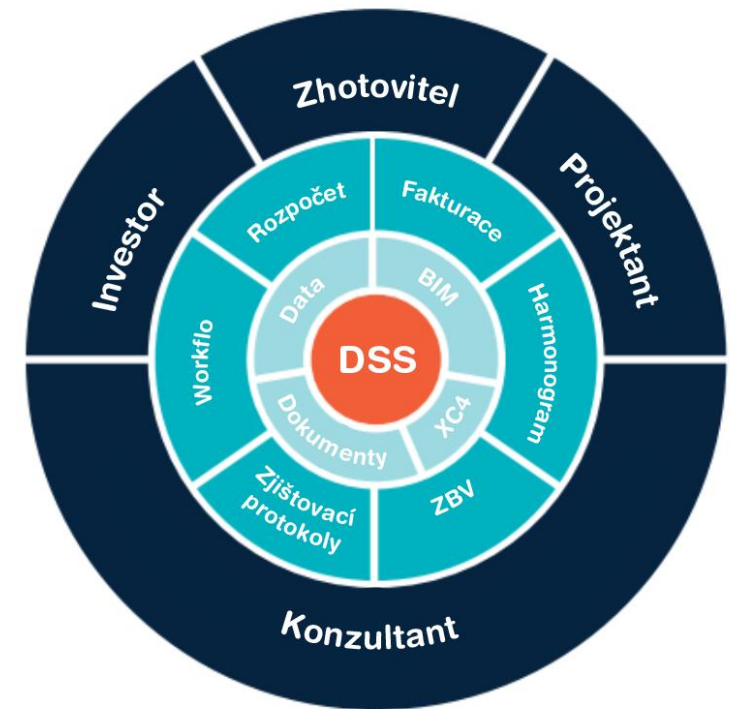 Zhotovitel
Projektant
Konzultant
Investor
Rozpočet
Fakturace
Harmonogram
ZBV
Zjišťovací
protokoly
Workflo
Data
BIM
XC4
Dokumenty
DSS